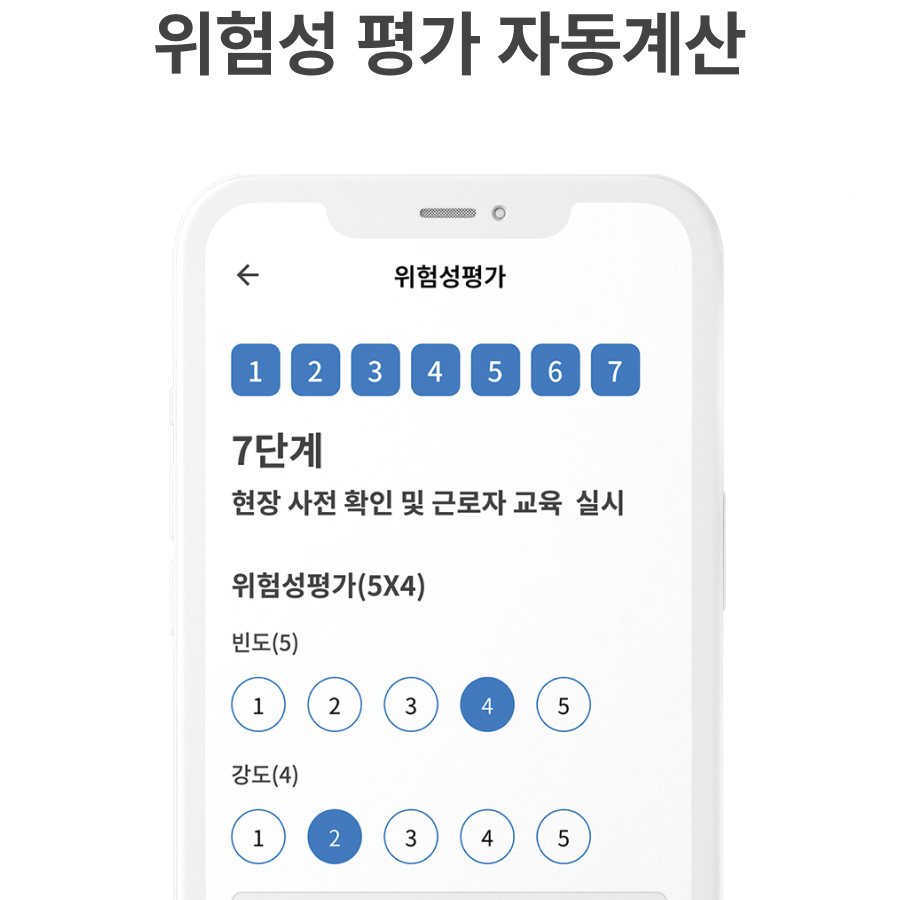 위험성 평가 자동계산
위험성평가
1 2 3 4 5 6 7
7단계
현장 사전 확인 및 근로자 교육 실시
위험성평가(5X4)
빈도(5)
1 2 3 4 5
강도(4)
1 2 3 4 5